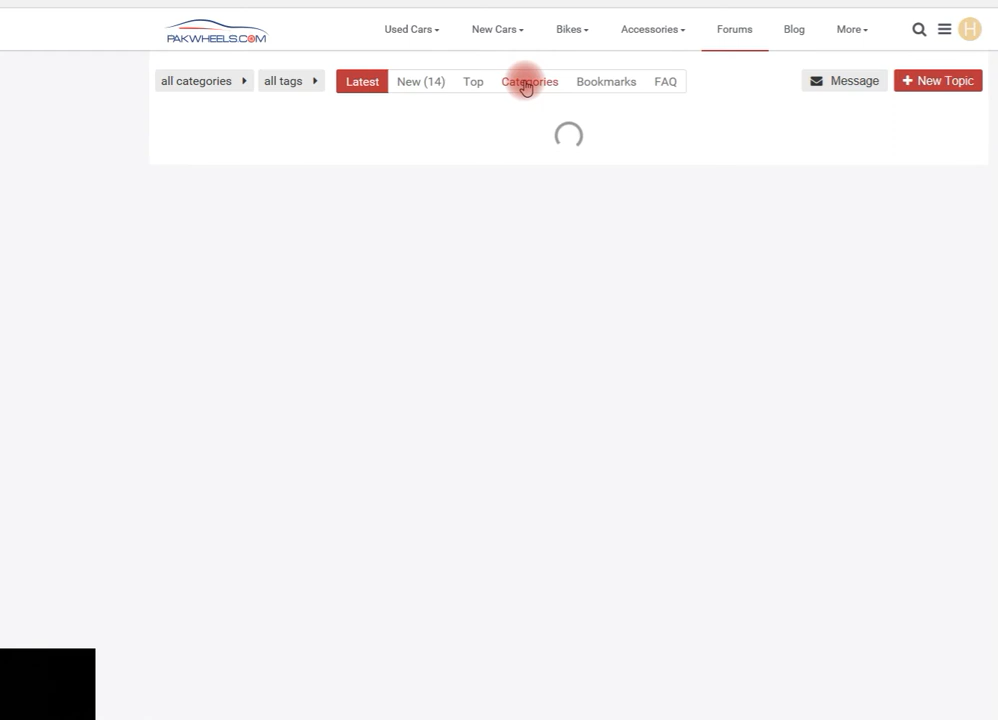 PAKWHEELS.COM Used Cars New Cars Bikes Accessories Forums Blog More H
all categories all tags Latest New (14) Top Categories Bookmarks FAQ Message + New Topic